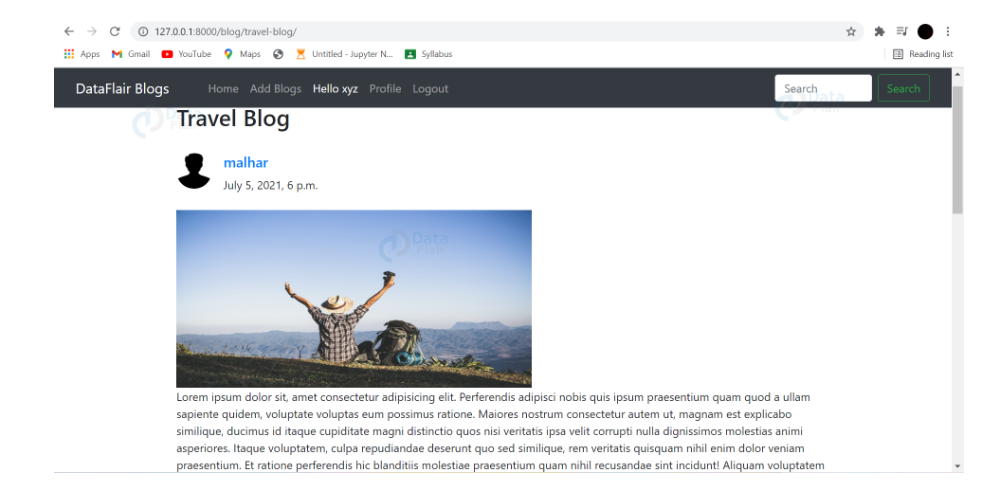 127.0.0.1:8000/blog/travel-blog/
Apps Gmail YouTube Maps Untitled - Jupyter N... Syllabus Reading list
DataFlair Blogs Home Add Blogs Hello xyz Profile Logout Search Search
Travel Blog
malhar
July 5, 2021, 6 p.m.
Data
Flair
Lorem ipsum dolor sit, amet consectetur adipisicing elit. Perferendis adipisci nobis quis ipsum praesentium quam quod a ullam
sapiente quidem, voluptate voluptas eum possimus ratione. Maiores nostrum consectetur autem ut, magnam est explicabo
similique, ducimus id itaque cupiditate magni distinctio quos nisi veritatis ipsa velit corrupti nulla dignissimos molestias animi
asperiores. Itaque voluptatem, culpa repudiandae deserunt quo sed similique, rem veritatis quisquam nihil enim dolor veniam
praesentium. Et ratione perferendis hic blanditiis molestiae praesentium quam nihil recusandae sint incidunt! Aliquam voluptatem